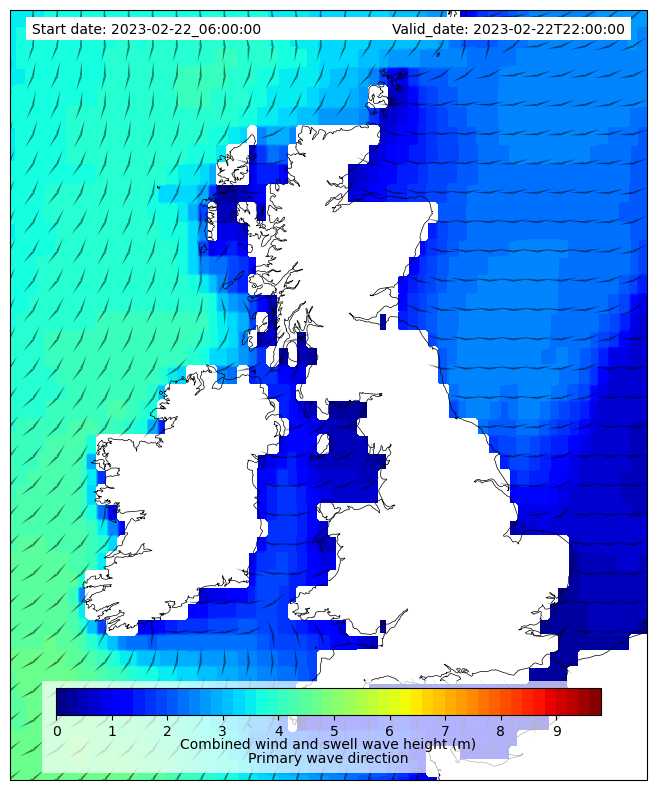 Start date: 2023-02-22_06:00:00 Valid_date: 2023-02-22T22:00:00
0 1 2 3 4 5 6 7 8 9
Combined wind and swell wave height (m)
Primary wave direction